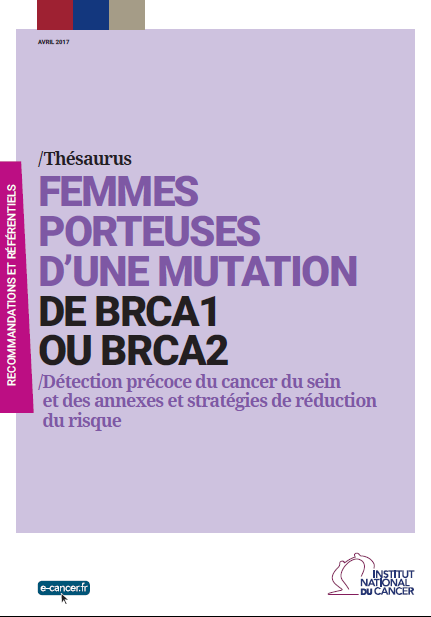 AVRIL 2017
/Thésaurus
FEMMES
PORTEUSES
D'UNE MUTATION
DE BRCA1
OU BRCA2
/Détection précoce du cancer du sein
et des annexes et stratégies de réduction
du risque
RECOMMANDATIONS ET RÉFÉRENTIELS
e-cancer.fr
INSTITUT
NATIONAL
DU CANCER